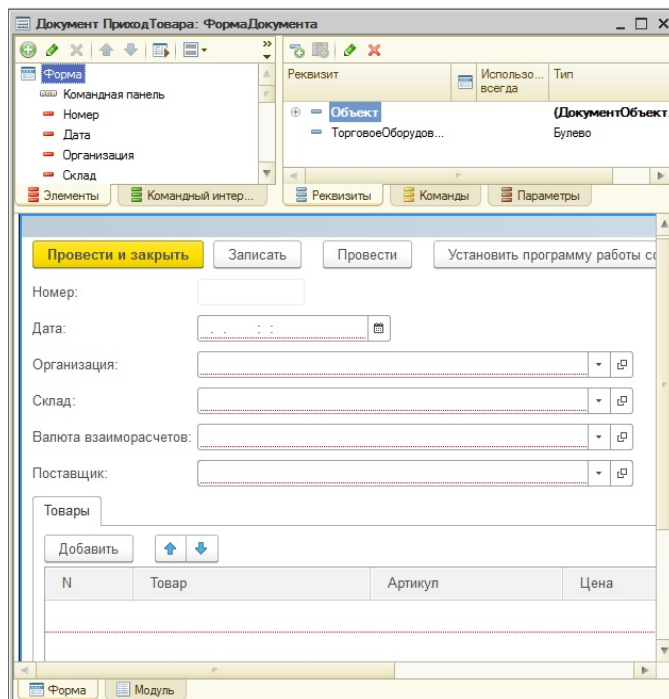 Документ ПриходТовара: ФормаДокумента
Форма
Командная панель
Номер
Дата
Организация
Склад
Элементы
Командный интер...
Реквизит
Использо... всегда
Тип
Объект
(ДокументОбъект.
ТорговоеОборудов...
Булево
Реквизиты
Команды
Параметры
Провести и закрыть
Записать
Провести
Установить программу работы со
Номер:
Дата:
. . : :
Организация:
Склад:
Валюта взаиморасчетов:
Поставщик:
Товары
Добавить
N Товар Артикул Цена
Форма
Модуль